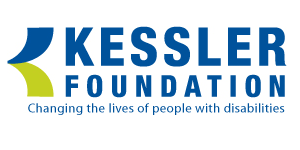 KESSLER
FOUNDATION
Changing the lives of people with disabilities